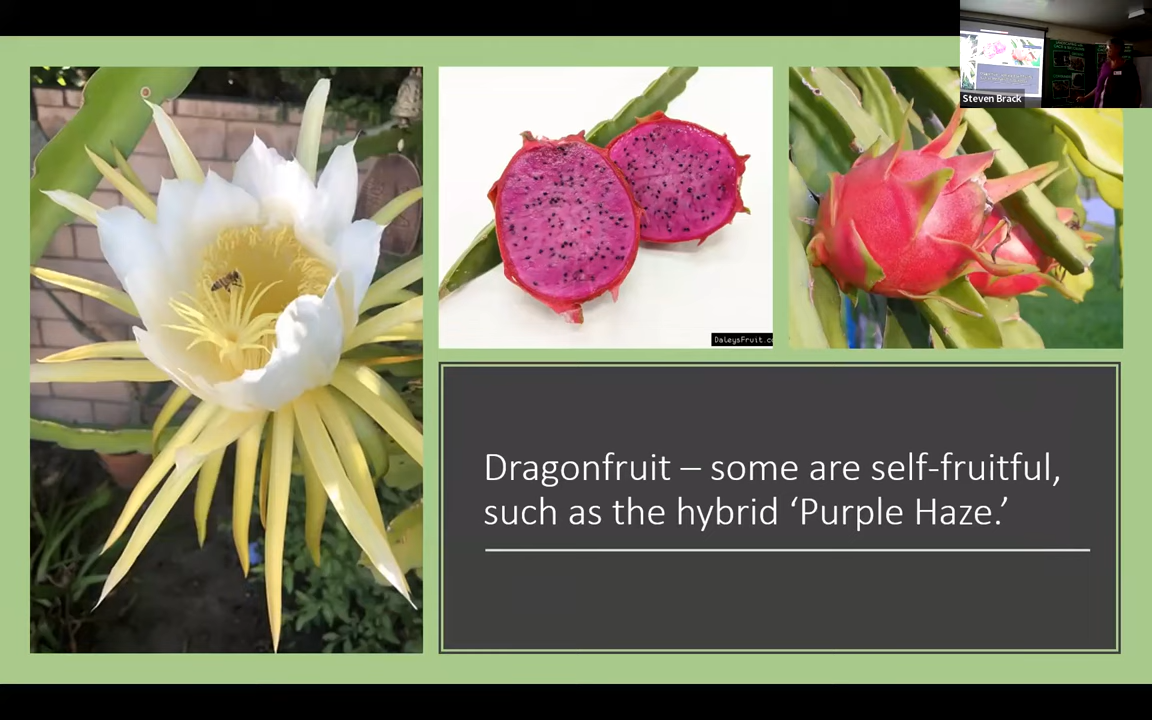 Steven Brack
DaleysFruit.c
Dragonfruit – some are self-fruitful,
such as the hybrid ‘Purple Haze.’